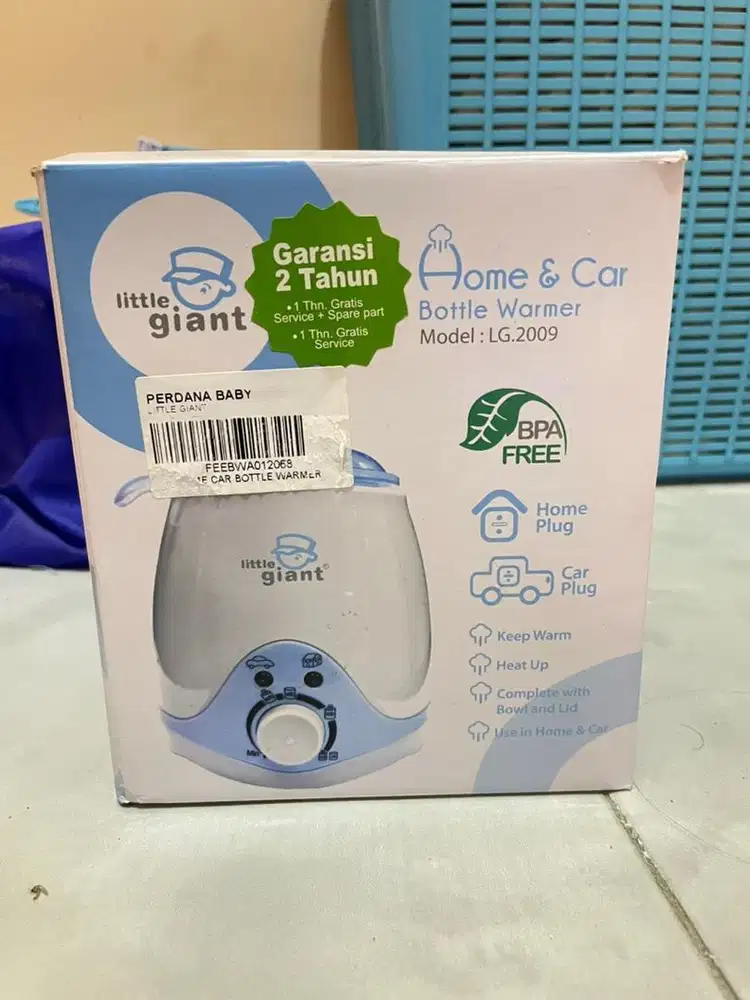 little
giant
Garansi
2 Tahun
•1 Thn. Gratis
Service + Spare part
•1 Thn. Gratis
Service
Home & Car
Bottle Warmer
Model : LG.2009
PERDANA BABY
LITTLE GIANT
FEEBWA012068
CAR BOTTLE WARMER
BPA
FREE
little
giant
Home
Plug
Car
Plug
Keep Warm
Heat Up
Complete with
Bowl and Lid
Use in Home & Car
Min